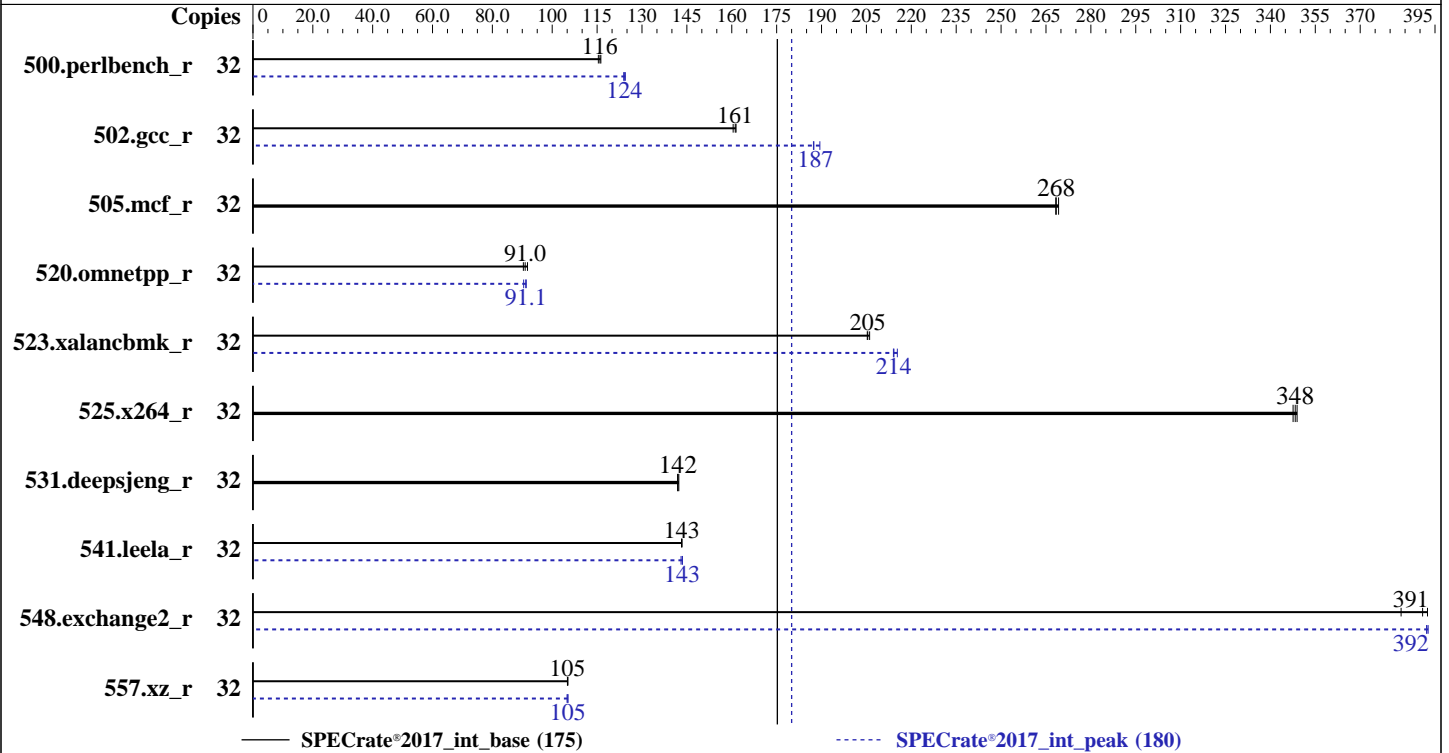 Copies 0 20.0 40.0 60.0 80.0 100 115 130 145 160 175 190 205 220 235 250 265 280 295 310 325 340 355 370 395
116
500.perlbench_r 32
124
161
502.gcc_r 32
187
268
505.mcf_r 32
91.0
520.omnetpp_r 32
91.1
205
523.xalancbmk_r 32
214
348
525.x264_r 32
142
531.deepsjeng_r 32
143
541.leela_r 32
143
391
548.exchange2_r 32
392
105
557.xz_r 32
105
SPECrate®2017_int_base (175) SPECrate®2017_int_peak (180)